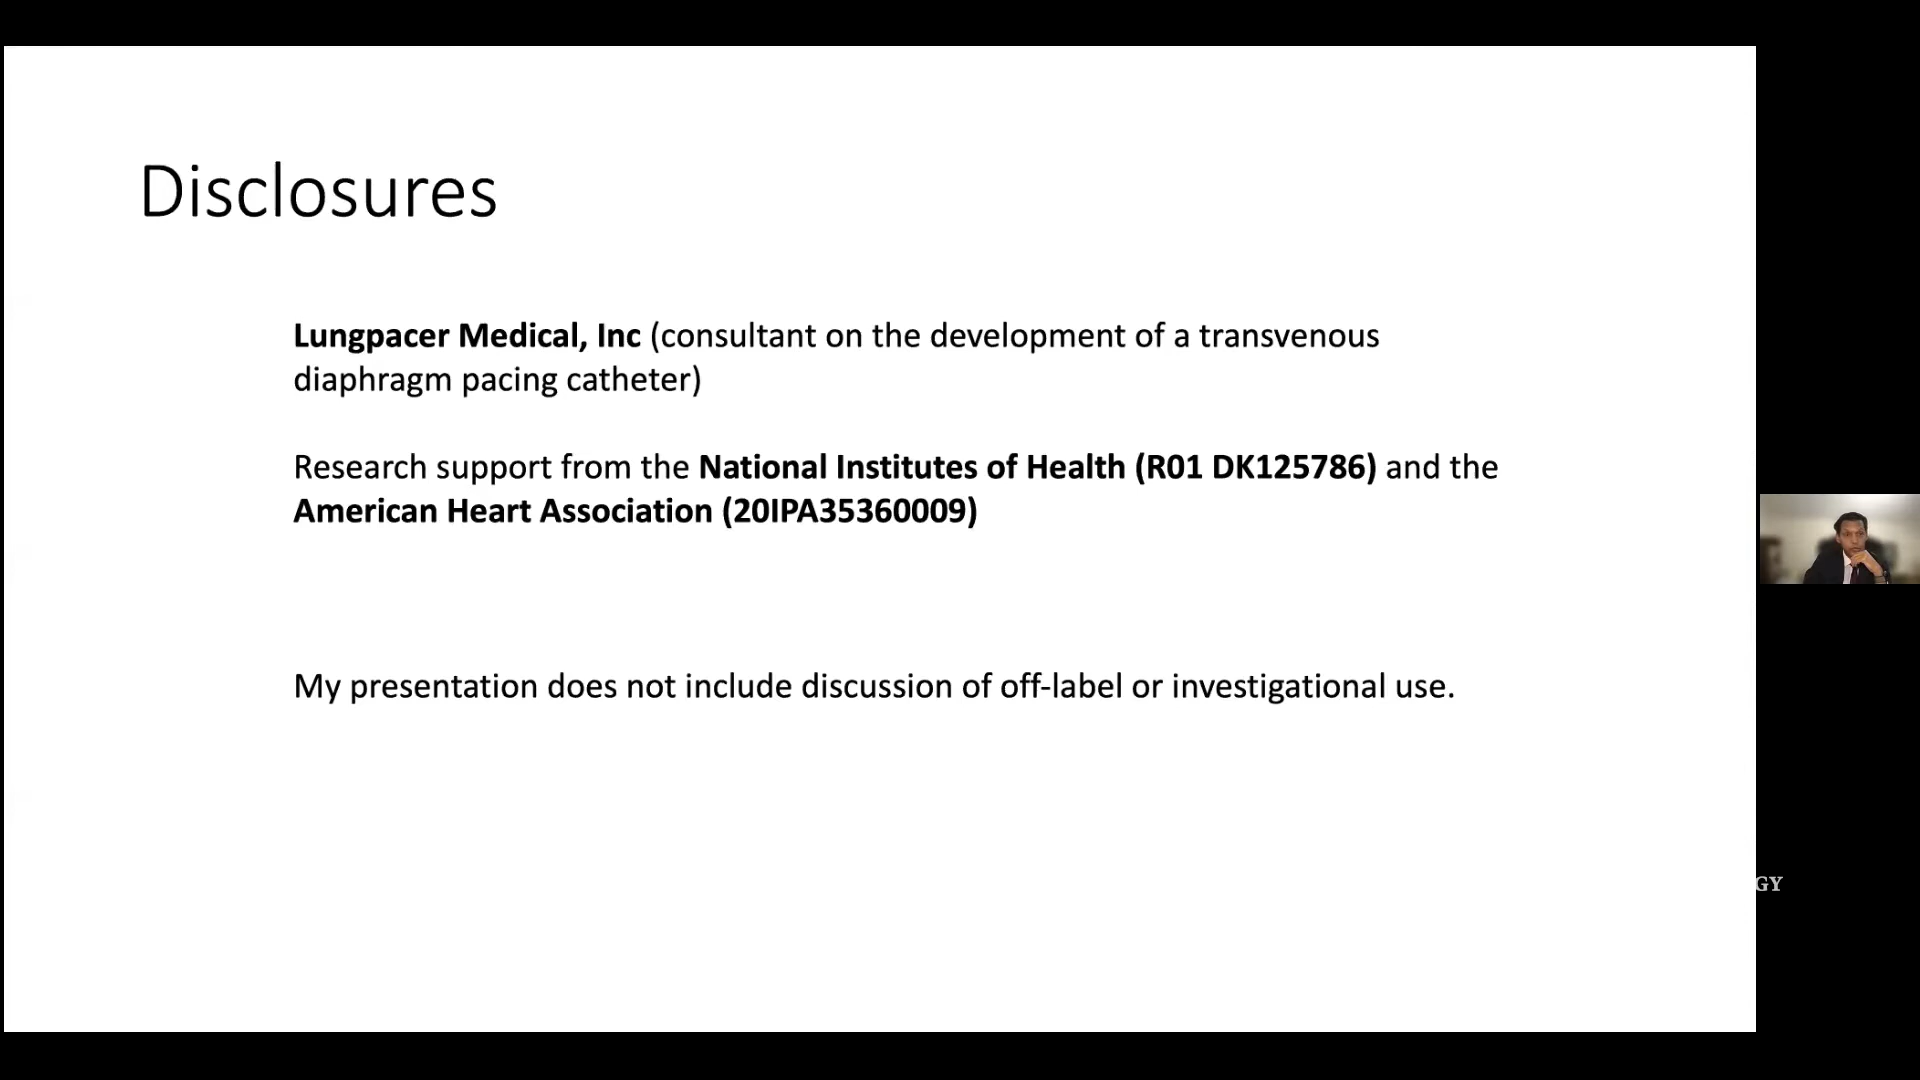 Disclosures
Lungpacer Medical, Inc (consultant on the development of a transvenous
diaphragm pacing catheter)
Research support from the National Institutes of Health (R01 DK125786) and the
American Heart Association (20IPA35360009)
My presentation does not include discussion of off-label or investigational use.
GY